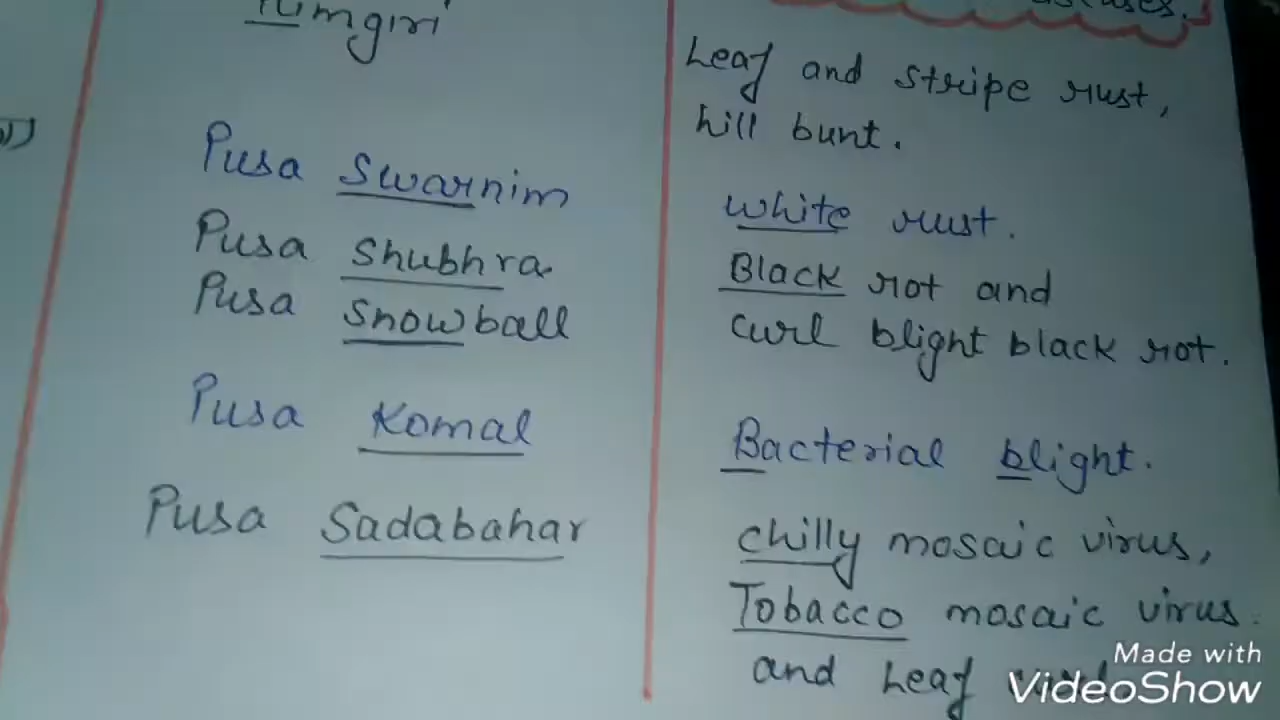 Himgiri
Leaf and stripe rust,
hill bunt.
Pusa Swarnim
white rust.
Pusa Shubhra
Pusa Snowball
Black rot and
curl blight black rot.
Pusa Komal
Bacterial blight.
Pusa Sadabahar
chilly mosaic virus,
Tobacco mosaic virus.
and Leaf
Made with
VideoShow